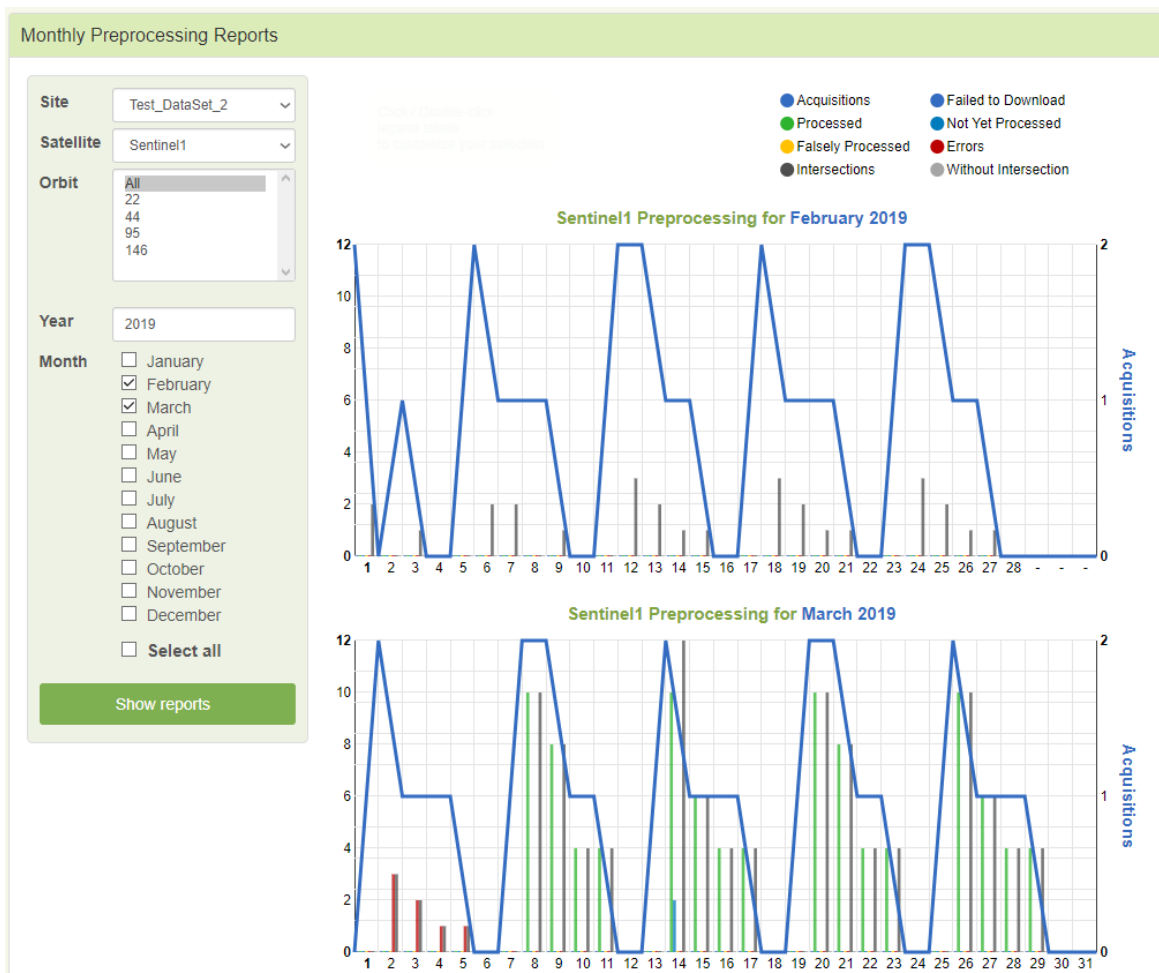 Monthly Preprocessing Reports
Site
Test_DataSet_2
Satellite
Sentinel1
Orbit
All
22
44
95
146
Year
2019
Month
January
February
March
April
May
June
July
August
September
October
November
December
Select all
Show reports
Acquisitions
Failed to Download
Processed
Not Yet Processed
Falsely Processed
Errors
Intersections
Without Intersection
Sentinel1 Preprocessing for February 2019
12
10
8
6
4
2
0
2
1
0
Acquisitions
1 2 3 4 5 6 7 8 9 10 11 12 13 14 15 16 17 18 19 20 21 22 23 24 25 26 27 28 - - -
Sentinel1 Preprocessing for March 2019
12
10
8
6
4
2
0
2
1
0
Acquisitions
1 2 3 4 5 6 7 8 9 10 11 12 13 14 15 16 17 18 19 20 21 22 23 24 25 26 27 28 29 30 31